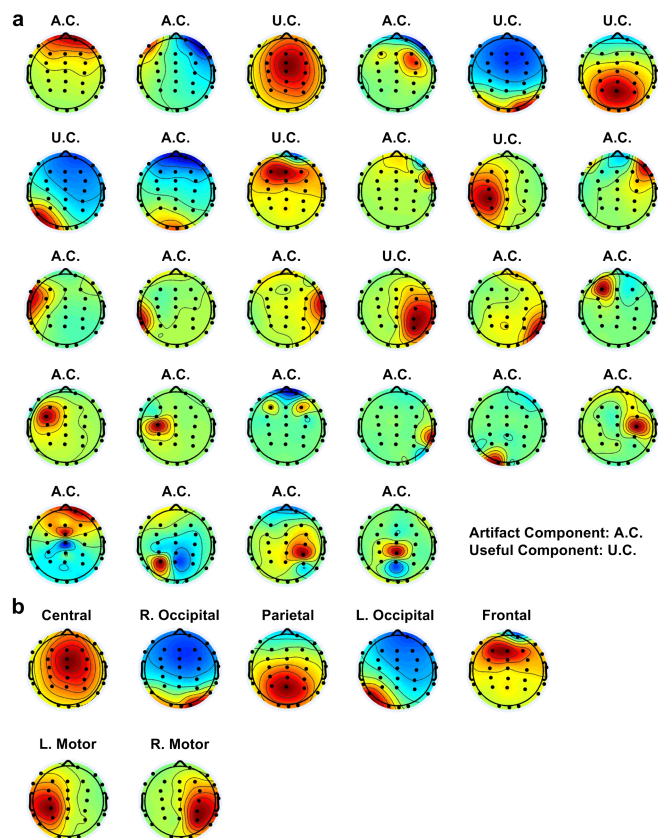 a
A.C. A.C. U.C. A.C. U.C. U.C.
U.C. A.C. U.C. A.C. U.C. A.C.
A.C. A.C. A.C. U.C. A.C. A.C.
A.C. A.C. A.C. A.C. A.C. A.C.
A.C. A.C. A.C. A.C.
Artifact Component: A.C.
Useful Component: U.C.
b
Central R. Occipital Parietal L. Occipital Frontal
L. Motor R. Motor